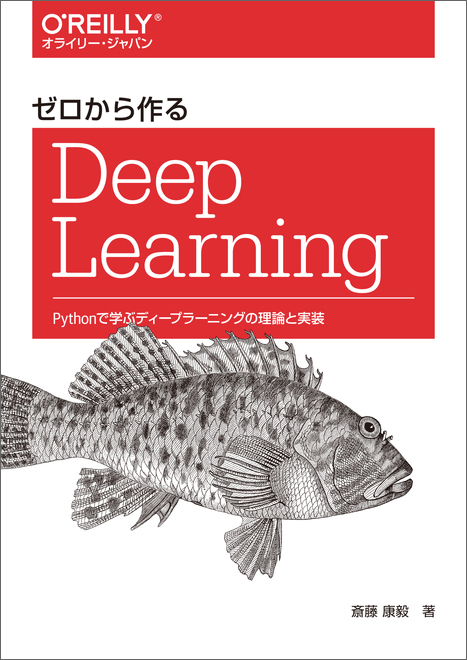 O'REILLY®
オライリー・ジャパン
ゼロから作る
Deep
Learning
Pythonで学ぶディープラーニングの理論と実装
斎藤 康毅 著